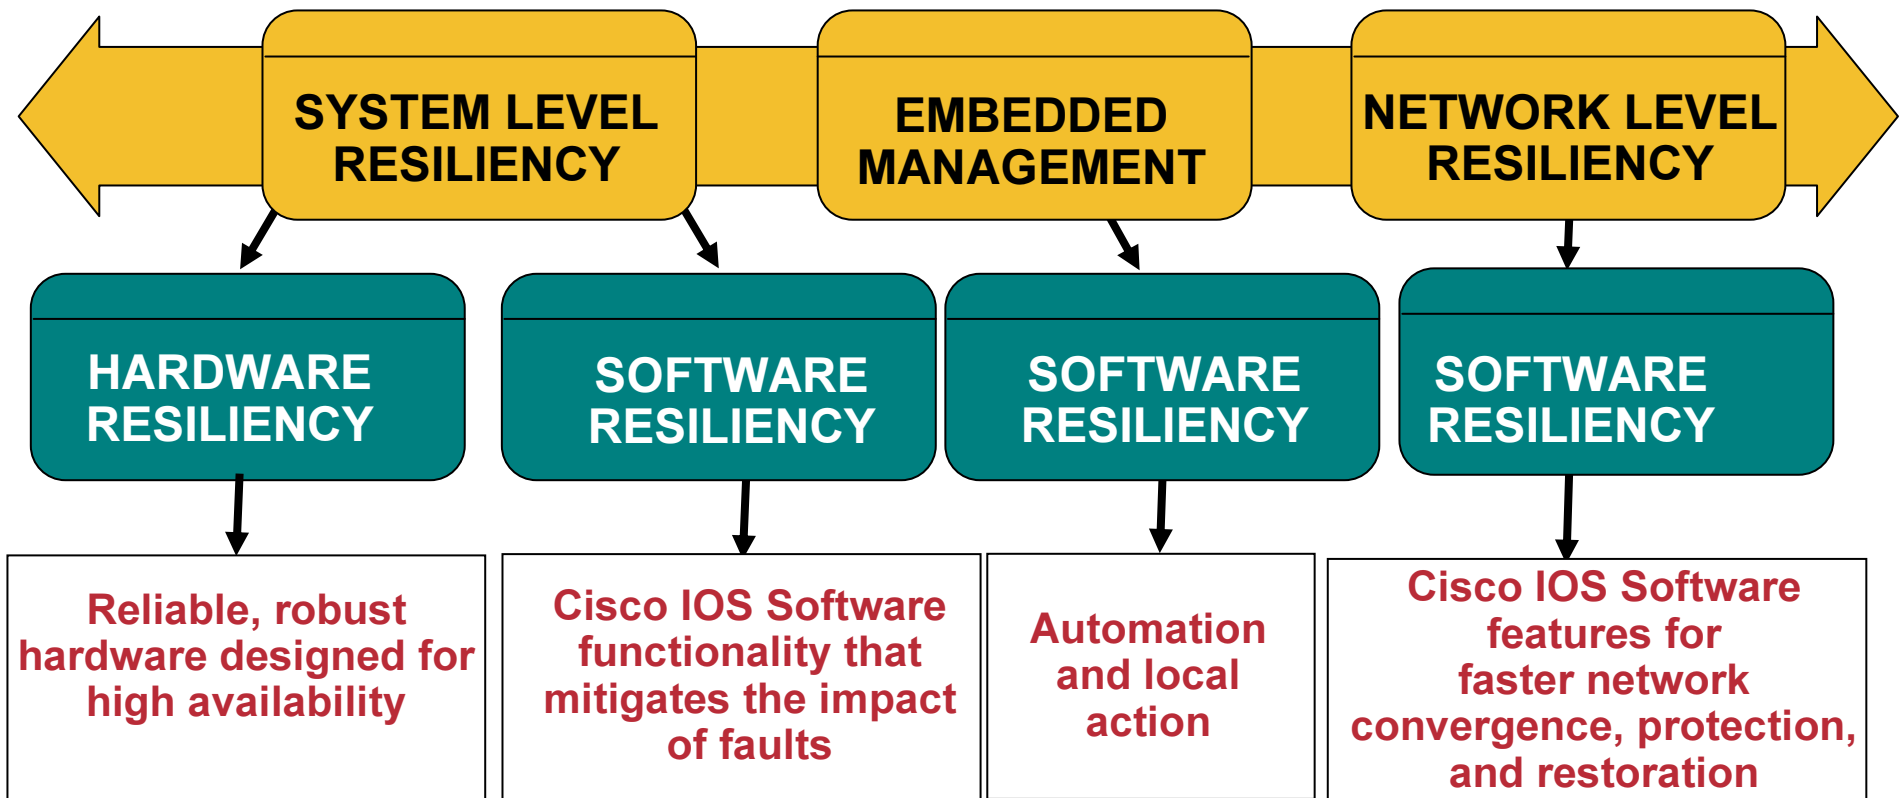 SYSTEM LEVEL
RESILIENCY
EMBEDDED
MANAGEMENT
NETWORK LEVEL
RESILIENCY
HARDWARE
RESILIENCY
SOFTWARE
RESILIENCY
SOFTWARE
RESILIENCY
SOFTWARE
RESILIENCY
Reliable, robust
hardware designed for
high availability
Cisco IOS Software
functionality that
mitigates the impact
of faults
Automation
and local
action
Cisco IOS Software
features for
faster network
convergence, protection,
and restoration